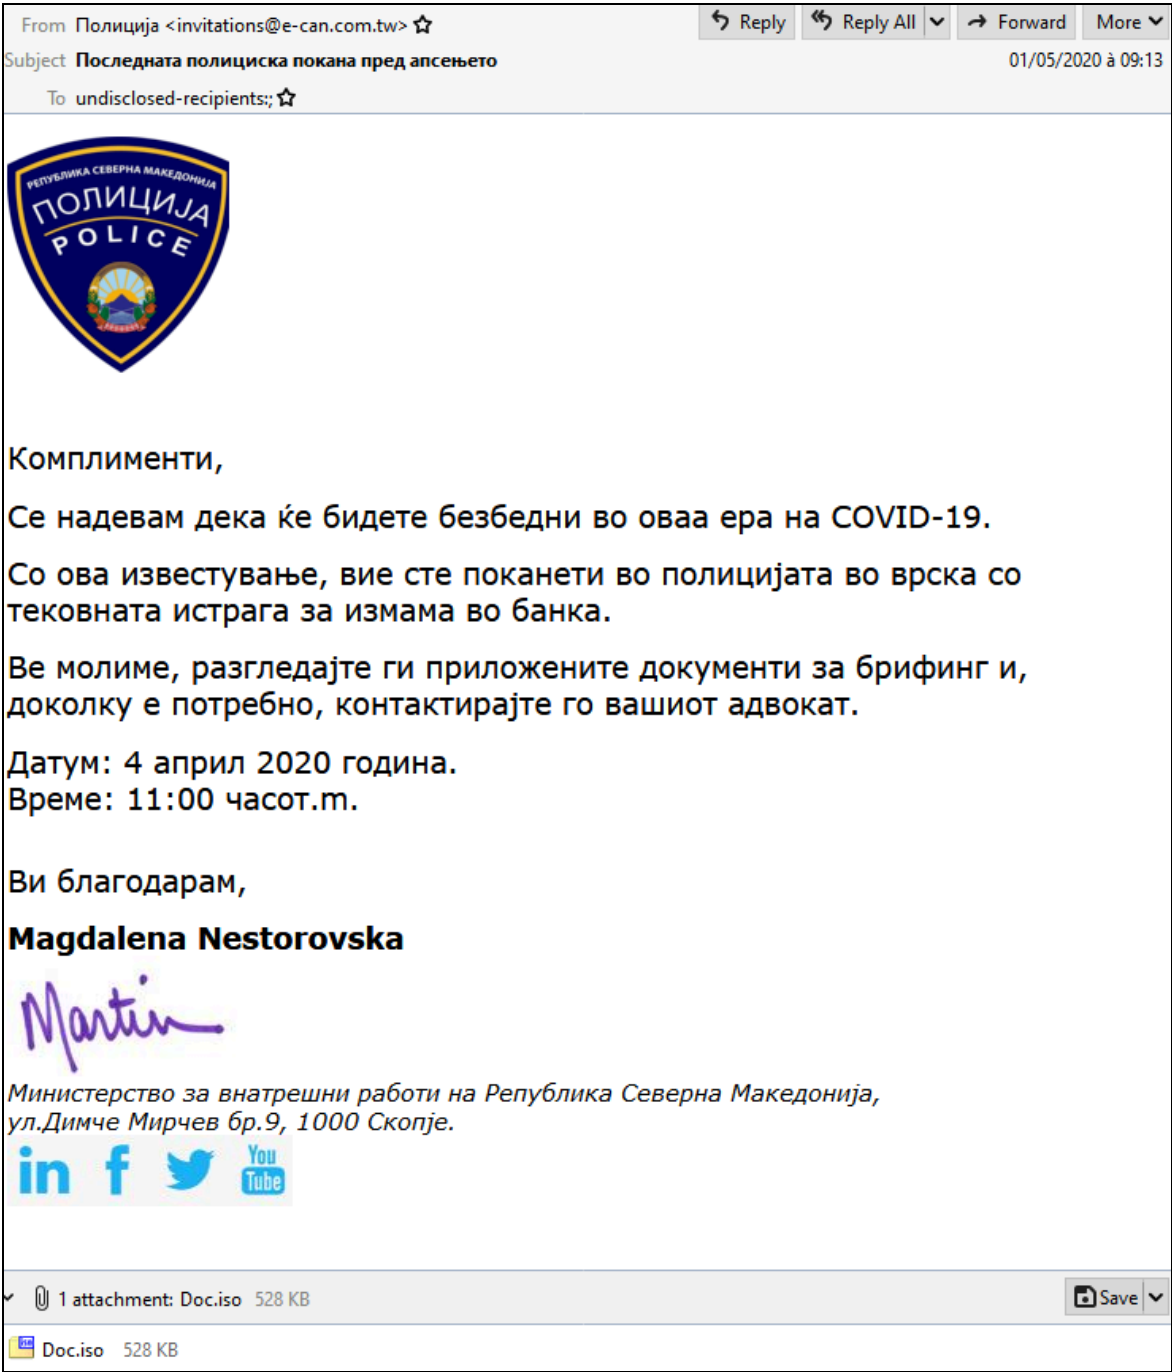 From Полиција <invitations@e-can.com.tw>
Reply Reply All Forward More
Subject Последната полициска покана пред апсењето
01/05/2020 à 09:13
To undisclosed-recipients:;
РЕПУБЛИКА СЕВЕРНА МАКЕДОНИЈА
ПОЛИЦИЈА
POLICE
Комплименти,
Се надевам дека ќе бидете безбедни во оваа ера на COVID-19.
Со ова известување, вие сте поканети во полицијата во врска со
тековната истрага за измама во банка.
Ве молиме, разгледајте ги приложените документи за брифинг и,
доколку е потребно, контактирајте го вашиот адвокат.
Датум: 4 април 2020 година.
Време: 11:00 часот.m.
Ви благодарам,
Magdalena Nestorovska
Martin
Министерство за внатрешни работи на Република Северна Македонија,
ул.Димче Мирчев бр.9, 1000 Скопје.
in f You Tube
1 attachment: Doc.iso 528 KB
Save
Doc.iso 528 KB